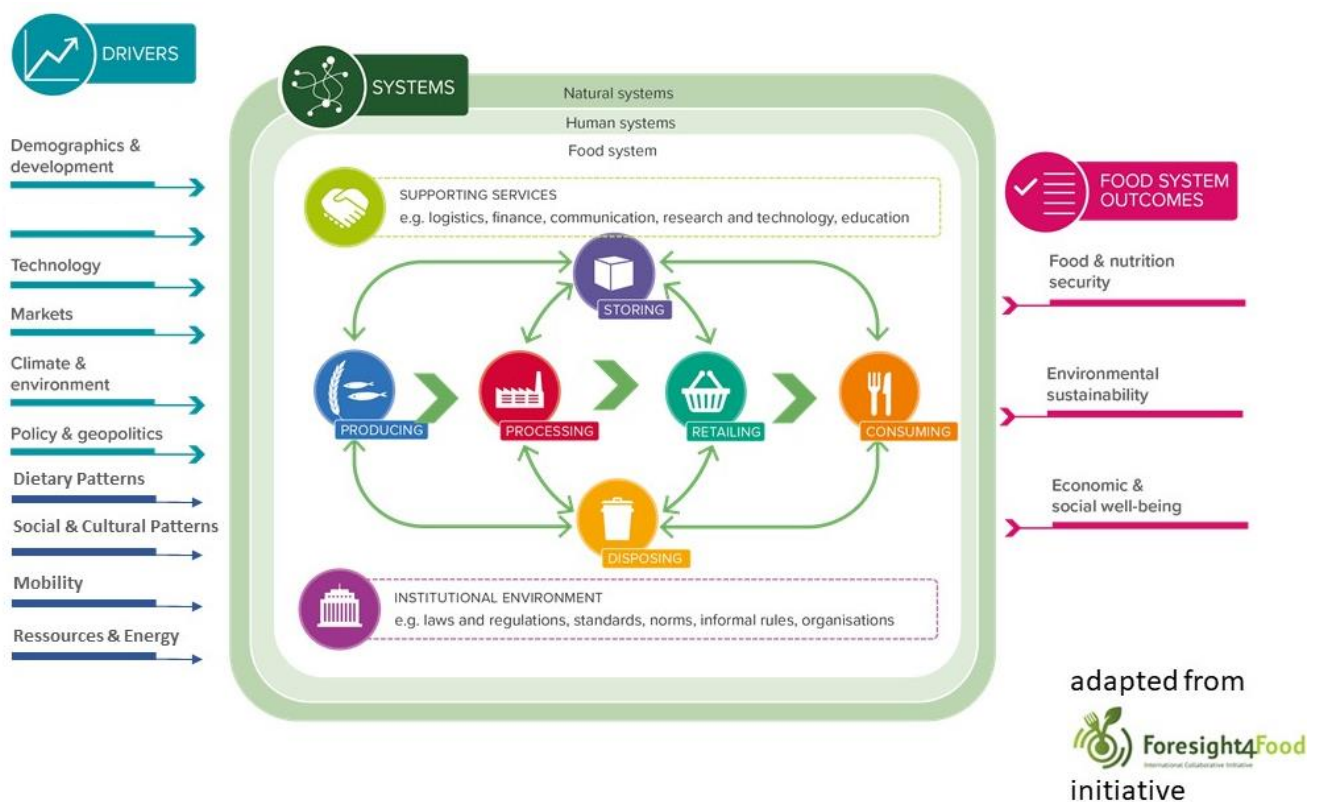 DRIVERS
Demographics &
development
Technology
Markets
Climate &
environment
Policy & geopolitics
Dietary Patterns
Social & Cultural Patterns
Mobility
Ressources & Energy
SYSTEMS
Natural systems
Human systems
Food system
SUPPORTING SERVICES
e.g. logistics, finance, communication, research and technology, education
STORING
PRODUCING
PROCESSING
RETAILING
CONSUMING
DISPOSING
INSTITUTIONAL ENVIRONMENT
e.g. laws and regulations, standards, norms, informal rules, organisations
FOOD SYSTEM
OUTCOMES
Food & nutrition
security
Environmental
sustainability
Economic &
social well-being
adapted from
Foresight4Food
International Collaborative Initiative
initiative